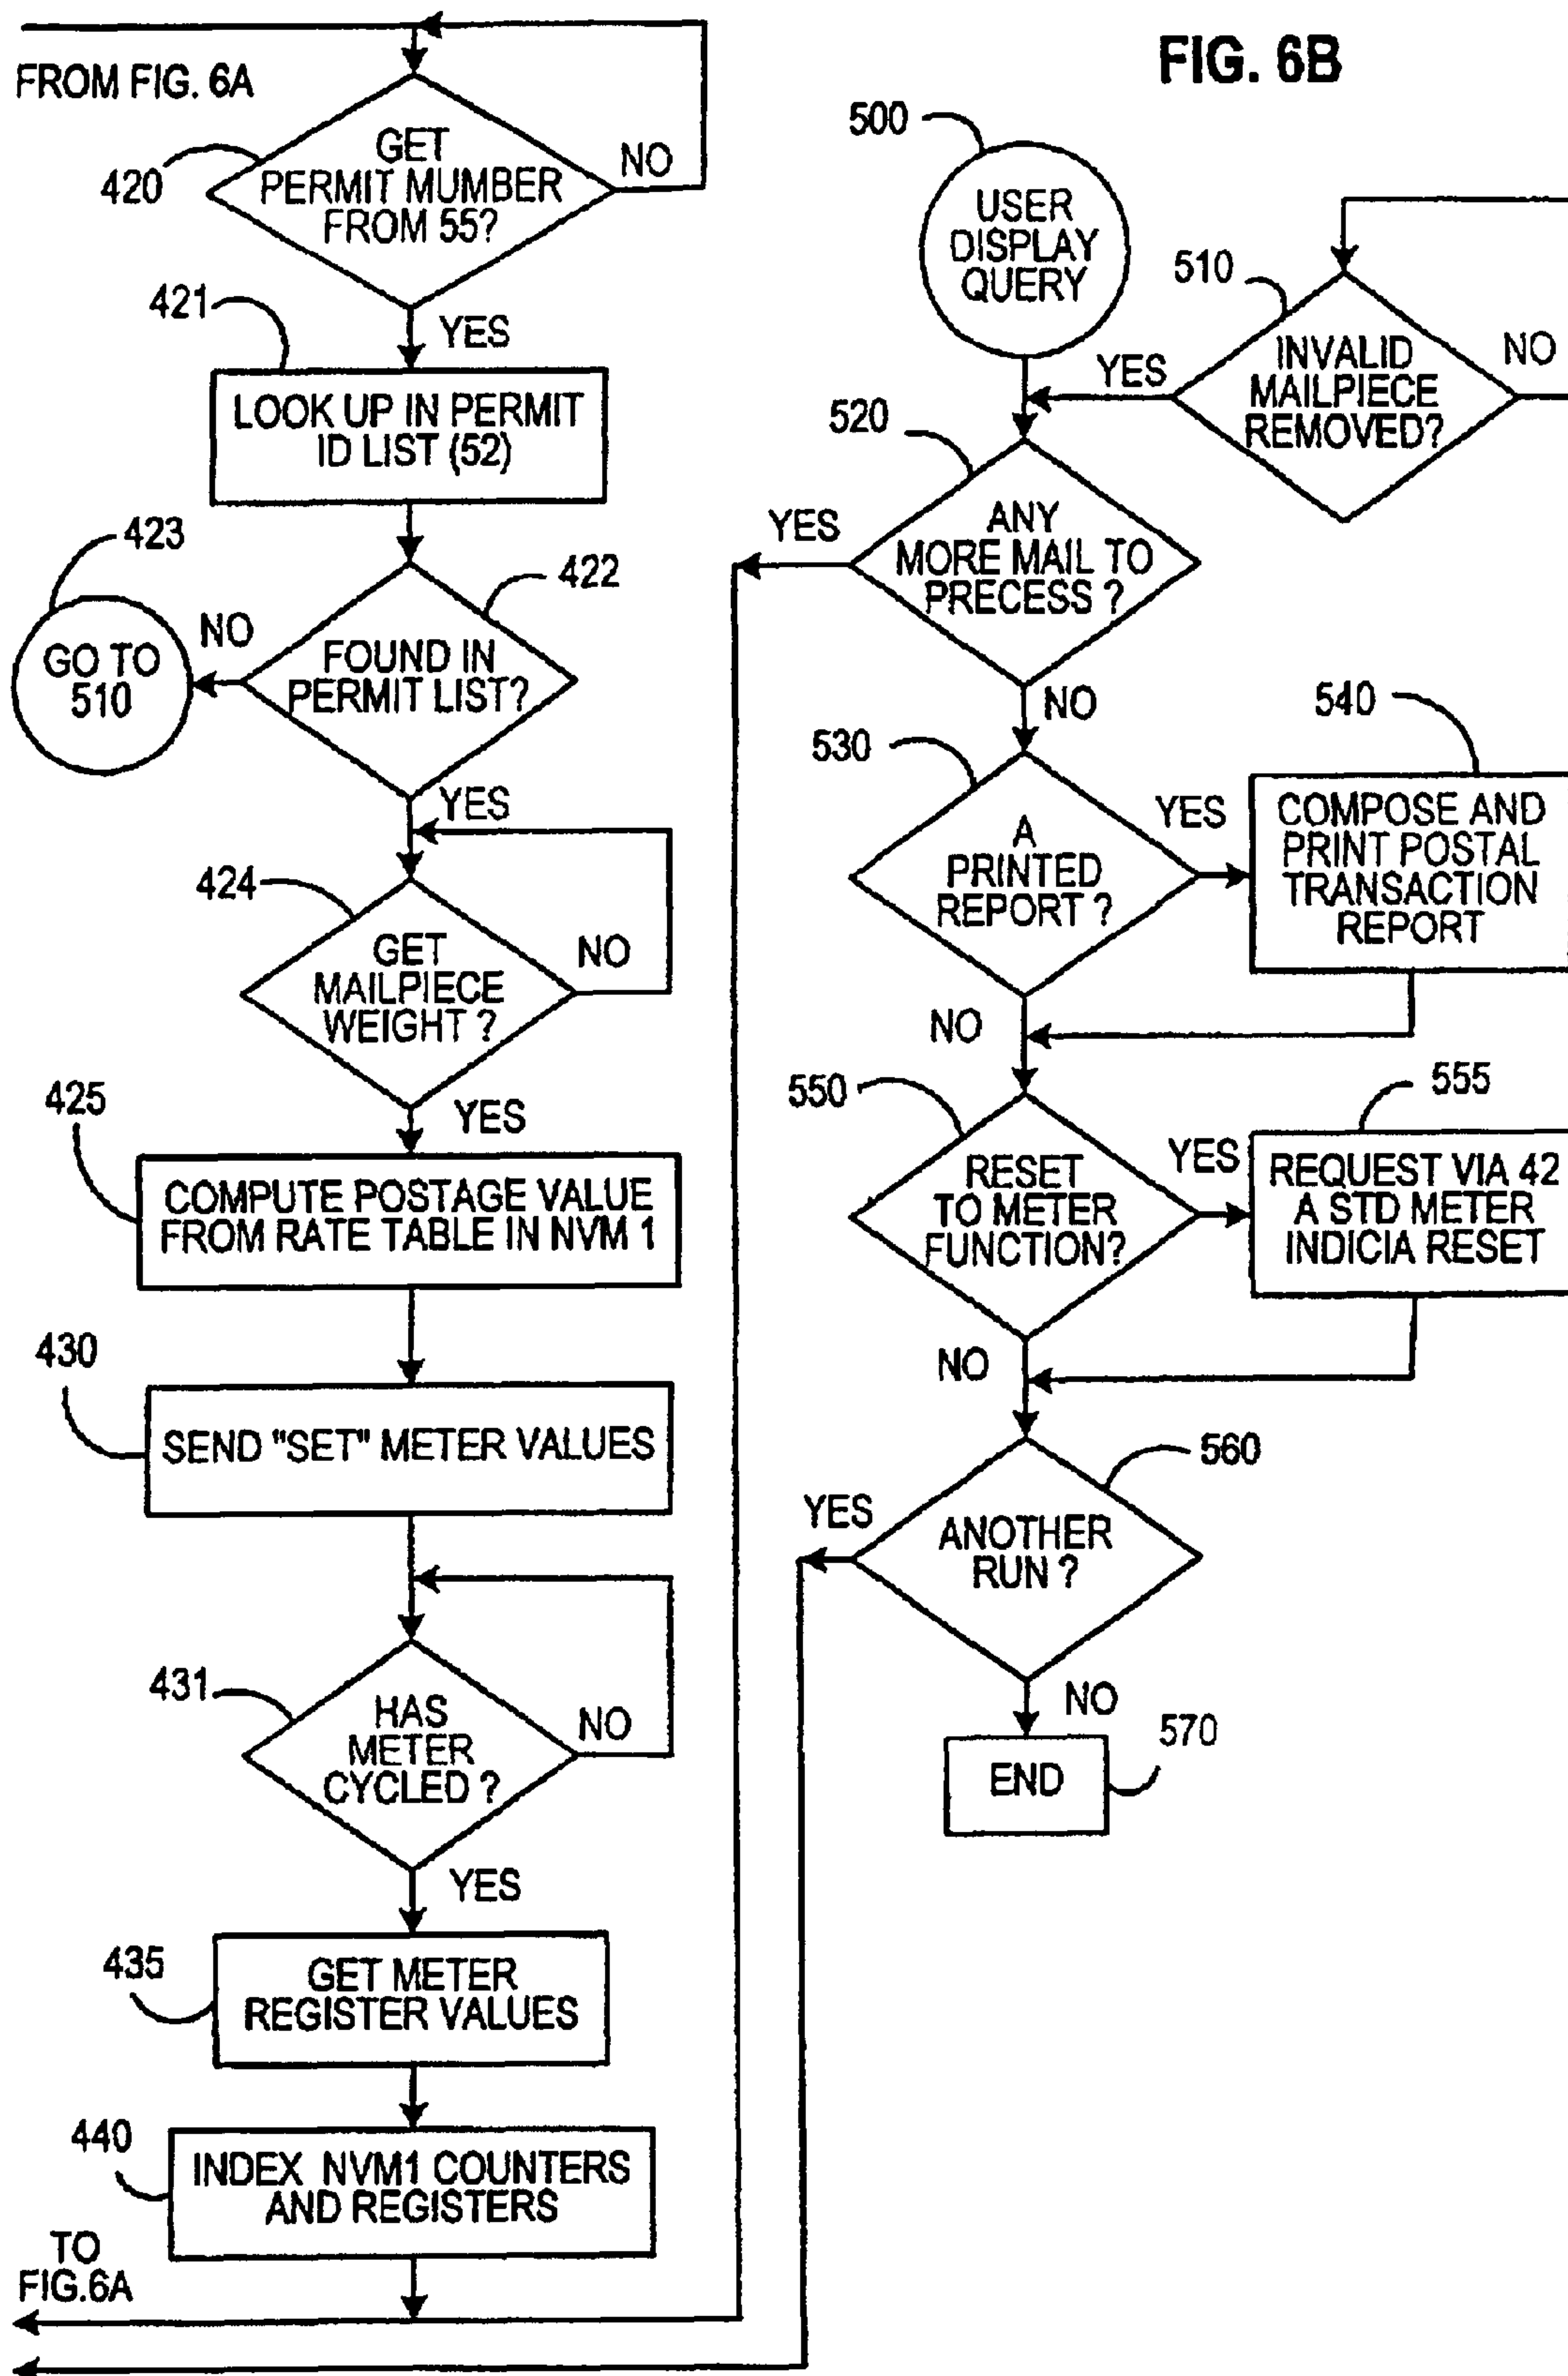 FIG. 6B
FROM FIG. 6A
420
GET
PERMIT MUMBER
FROM 55?
NO
YES
421
LOOK UP IN PERMIT
ID LIST (52)
423
GO TO
510
NO
422
FOUND IN
PERMIT LIST?
YES
424
GET
MAILPIECE
WEIGHT ?
NO
YES
425
COMPUTE POSTAGE VALUE
FROM RATE TABLE IN NVM 1
430
SEND "SET" METER VALUES
431
HAS
METER
CYCLED ?
NO
YES
435
GET METER
REGISTER VALUES
440
INDEX NVM1 COUNTERS
AND REGISTERS
TO
FIG.6A
500
USER
DISPLAY
QUERY
510
INVALID
MAILPIECE
REMOVED?
NO
YES
520
ANY
MORE MAIL TO
PRECESS ?
YES
NO
530
A
PRINTED
REPORT ?
YES
540
COMPOSE AND
PRINT POSTAL
TRANSACTION
REPORT
NO
550
RESET
TO METER
FUNCTION?
YES
555
REQUEST VIA 42
A STD METER
INDICIA RESET
NO
560
ANOTHER
RUN ?
YES
NO
570
END